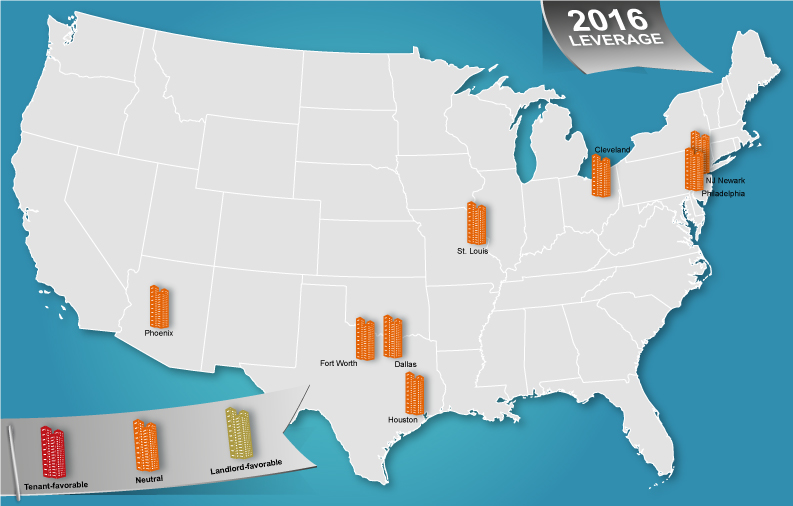 2016
LEVERAGE
Cleveland
NJ Newark
Philadelphia
St. Louis
Phoenix
Fort Worth
Dallas
Houston
Tenant-favorable
Neutral
Landlord-favorable